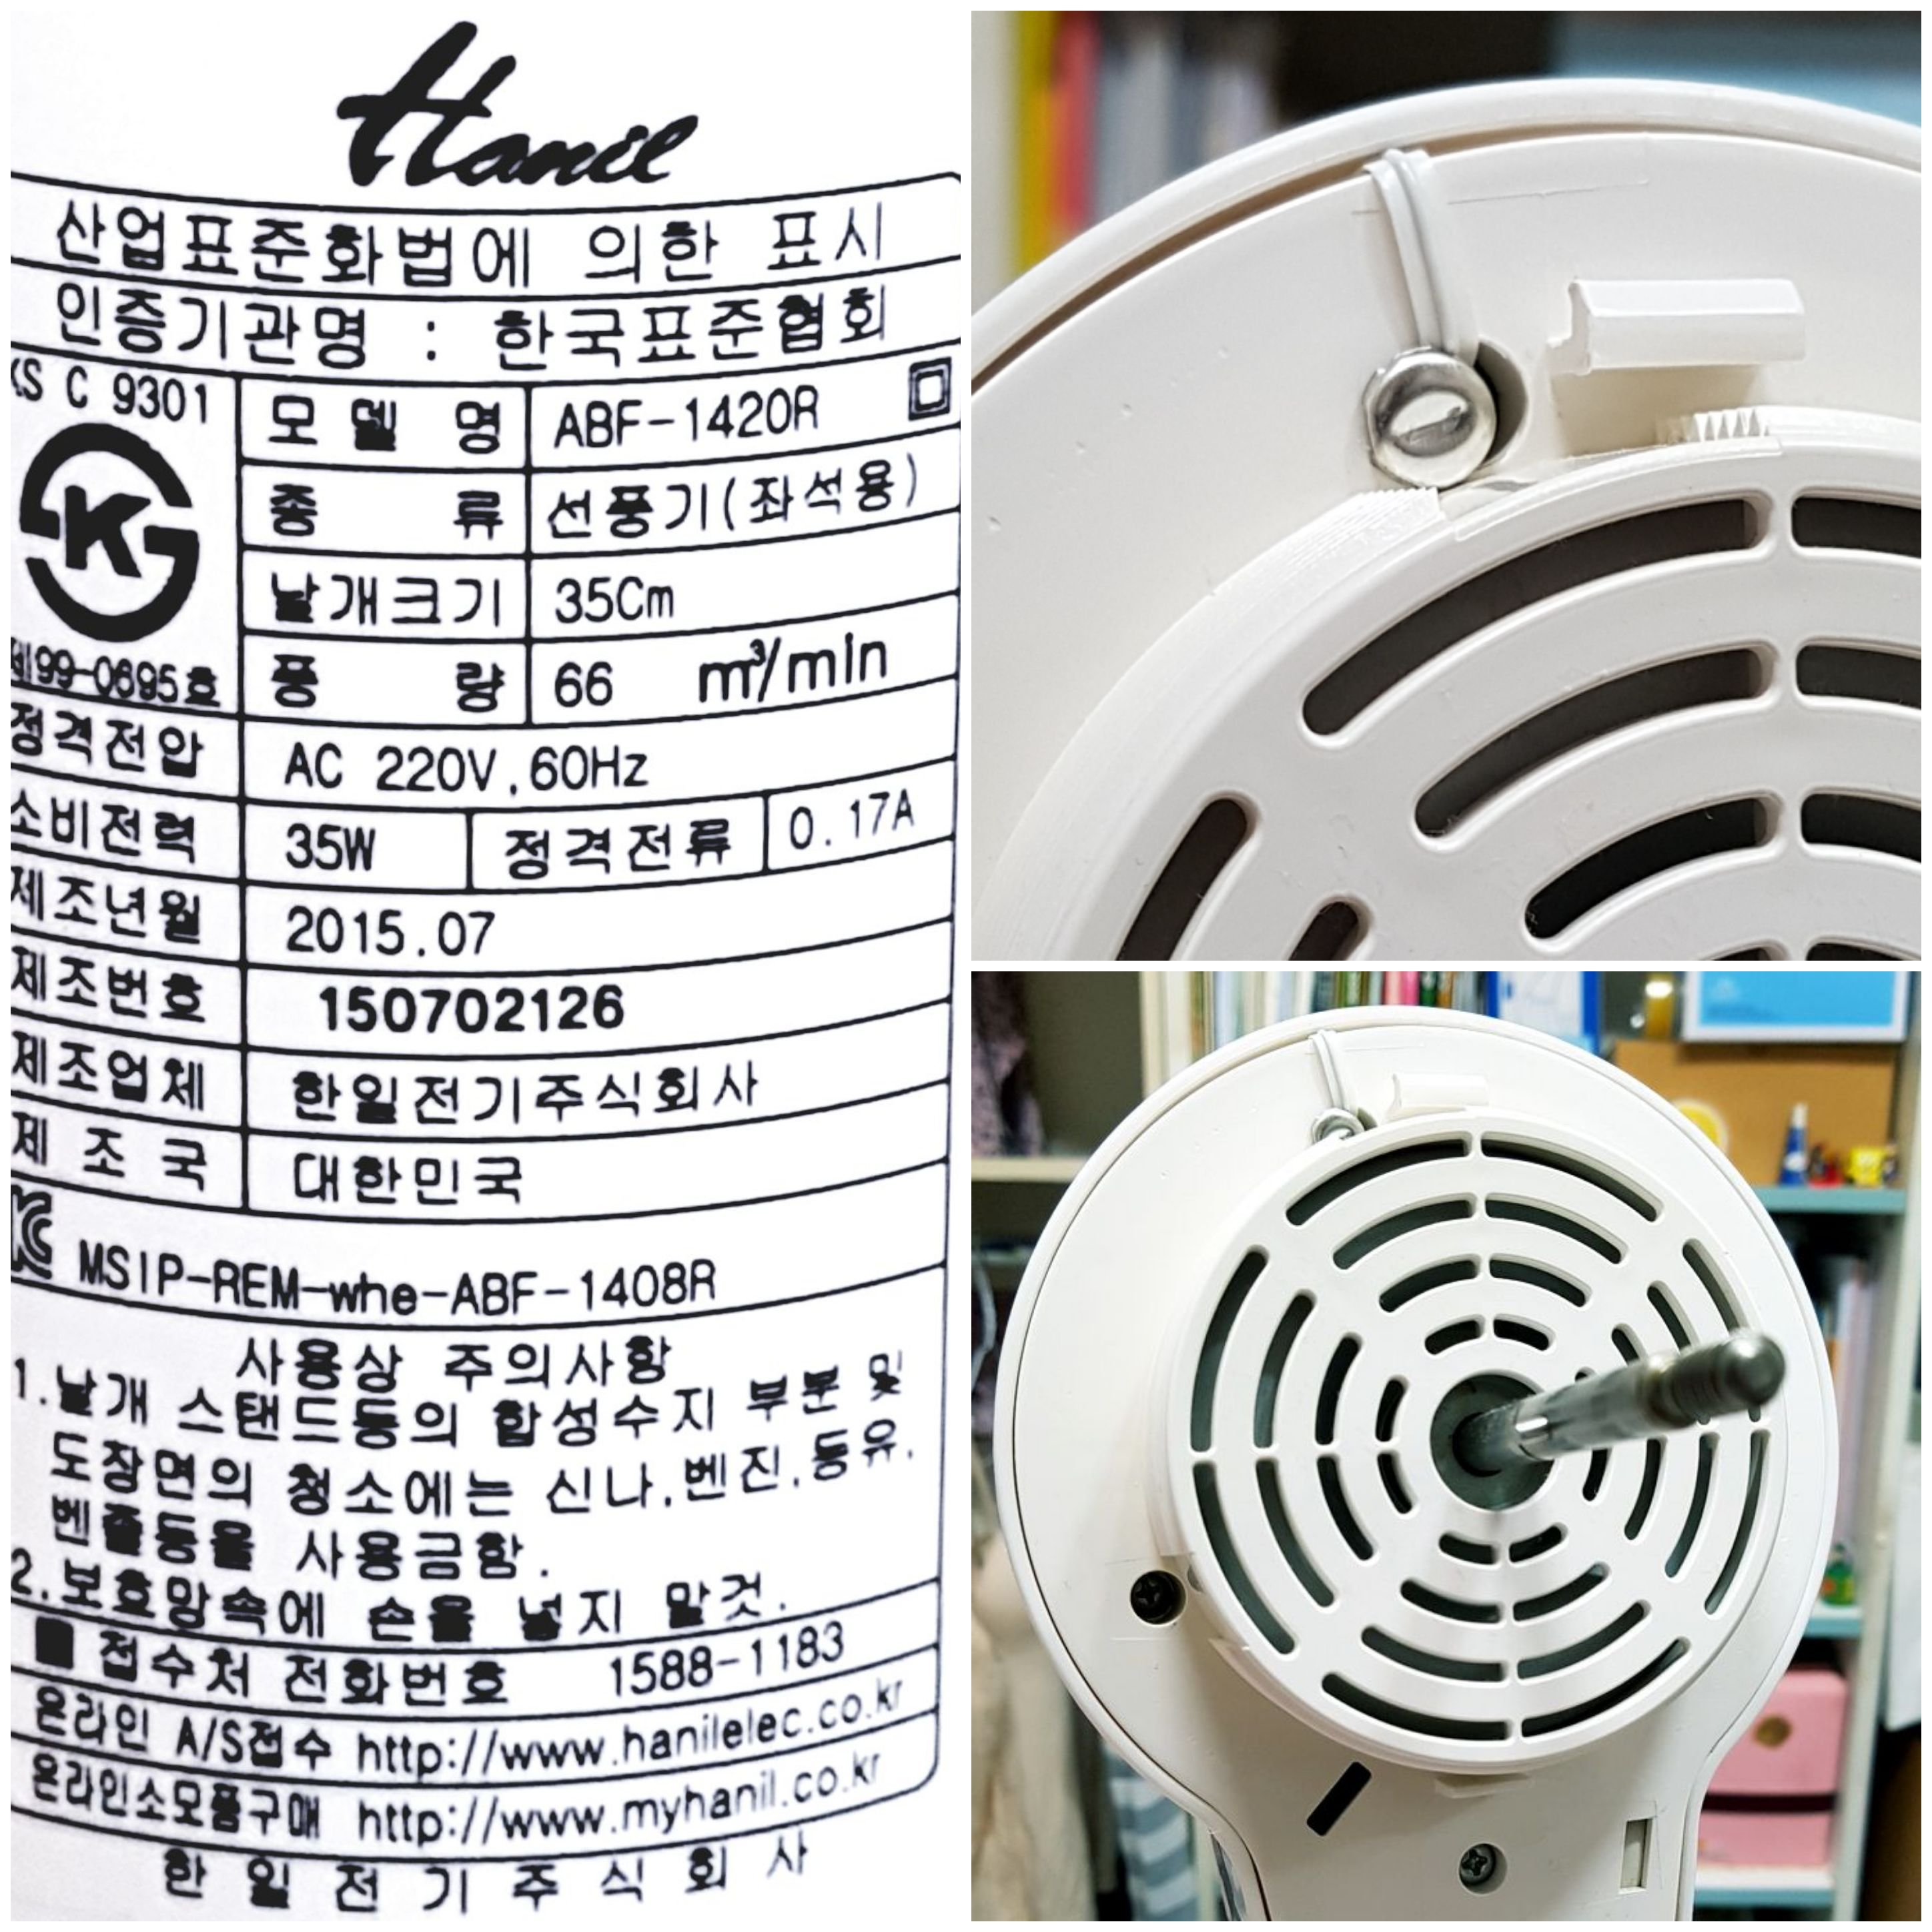 Hanil
산업표준화법에 의한 표시
인증기관명 : 한국표준협회
KS C 9301
K
제99-0695호
모델명 ABF-1420R
종류 선풍기(좌석용)
날개크기 35Cm
풍량 66 m³/min
정격전압 AC 220V,60Hz
소비전력 35W 정격전류 0.17A
제조년월 2015.07
제조번호 150702126
제조업체 한일전기주식회사
제조국 대한민국
KC MSIP-REM-whe-ABF-1408R
사용상 주의사항
1.날개 스탠드등의 합성수지 부분 및
도장면의 청소에는 신나,벤진,등유,
벤졸등을 사용금함.
2.보호망속에 손을 넣지 말것.
■ 접수처 전화번호 1588-1183
온라인 A/S접수 http://www.hanilelec.co.kr
온라인소모품구매 http://www.myhanil.co.kr
한일전기주식회사